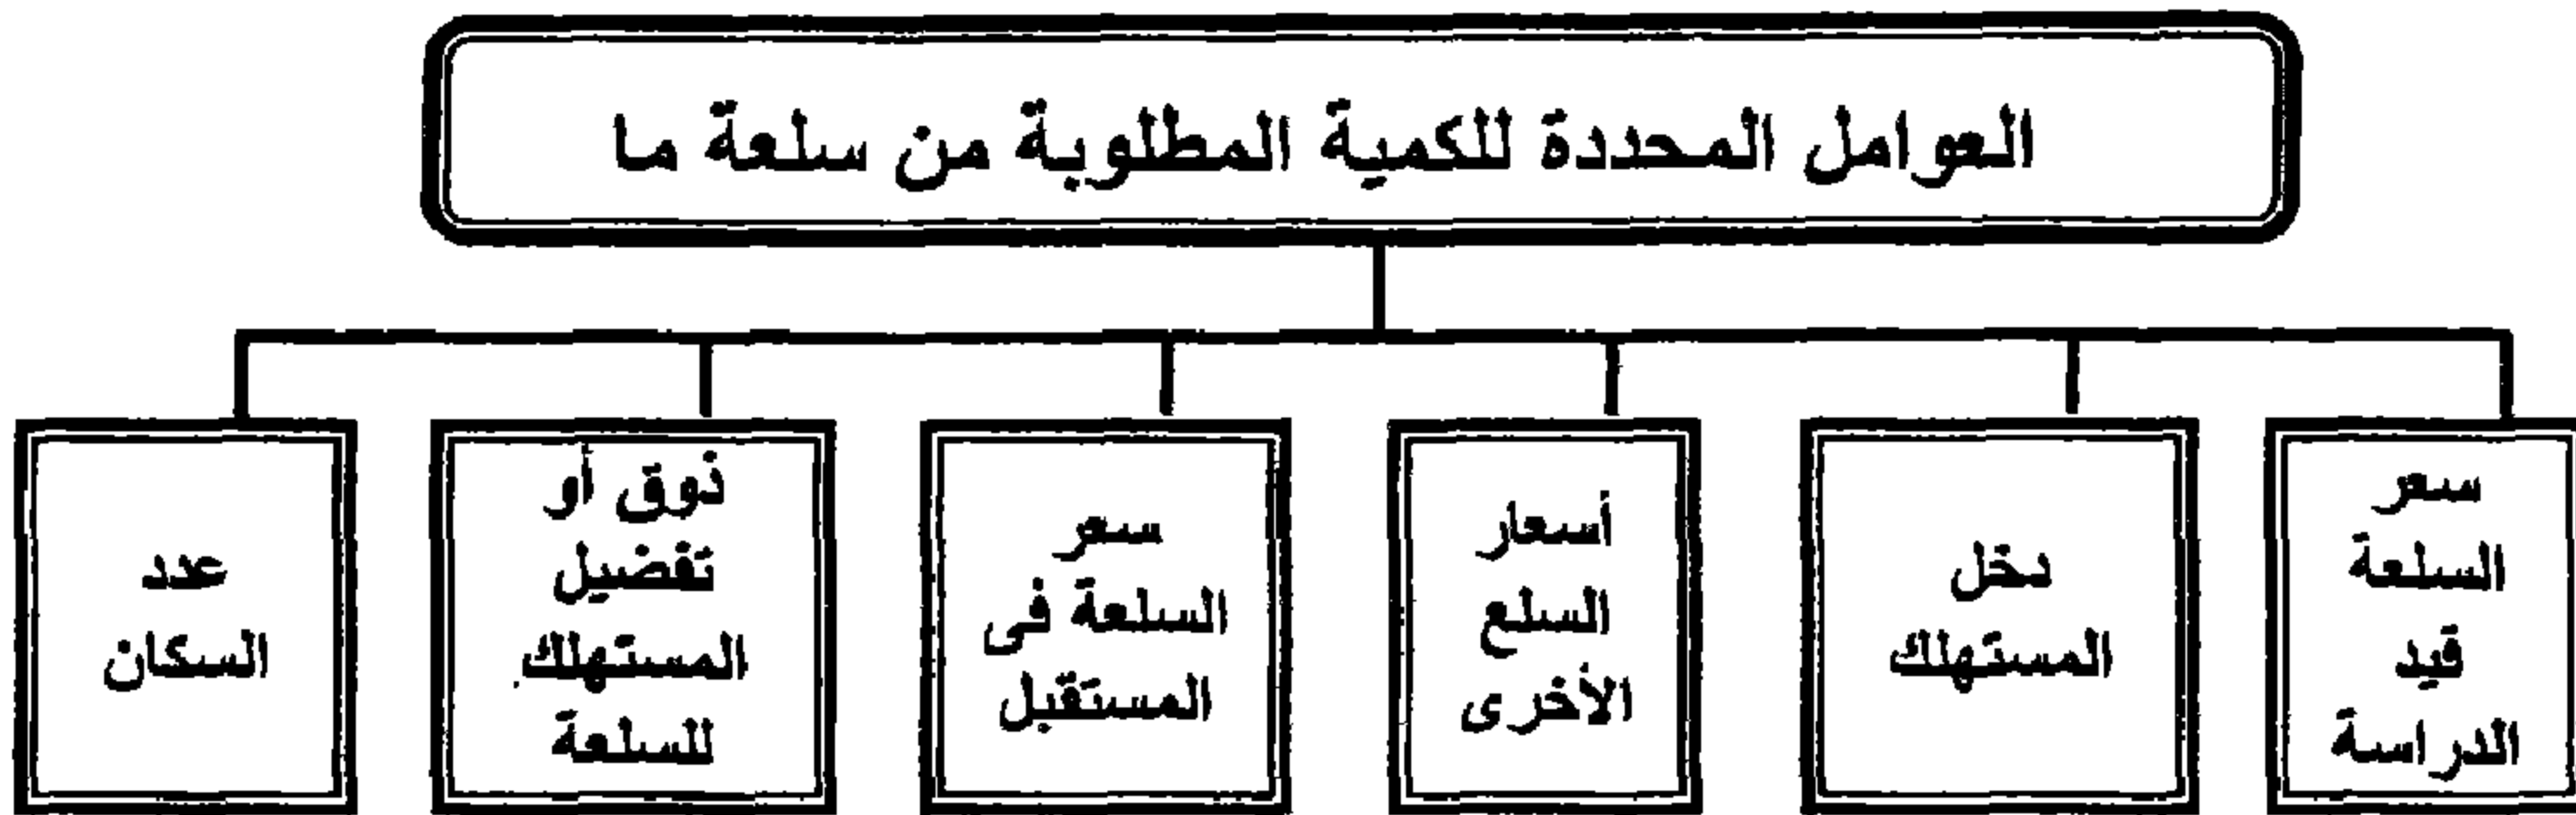 العوامل المحددة للكمية المطلوبة من سلعة ما
سعر
السلعة
قيد
الدراسة
دخل
المستهلك
أسعار
السلع
الأخرى
سعر
السلعة فى
المستقبل
ذوق أو
تفضيل
المستهلك
للسلعة
عدد
السكان